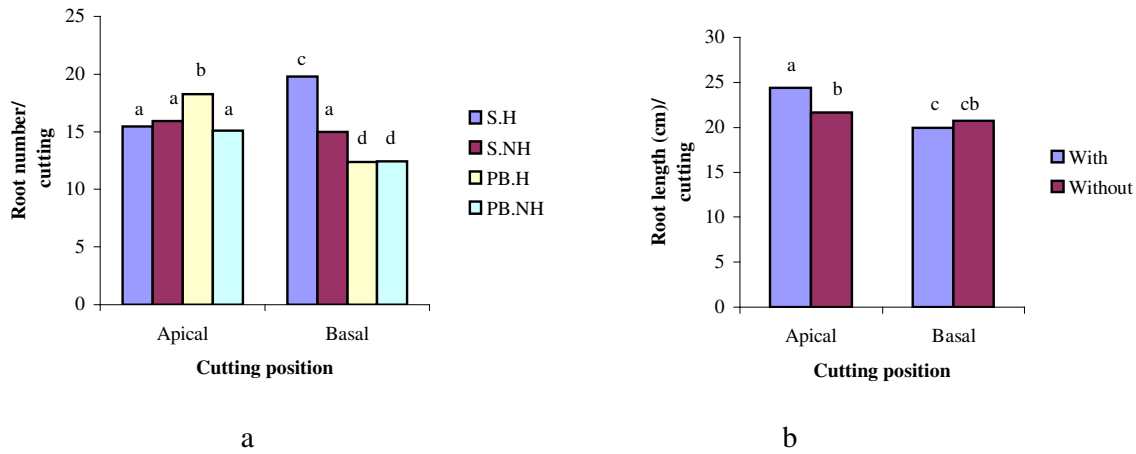 25
20
15
10
5
0
Root number/
cutting
a
a
b
a
c
a
d
d
Apical
Basal
Cutting position
S.H
S.NH
PB.H
PB.NH
a
30
25
20
15
10
5
0
Root length (cm)/
cutting
a
b
c
cb
Apical
Basal
Cutting position
With
Without
b